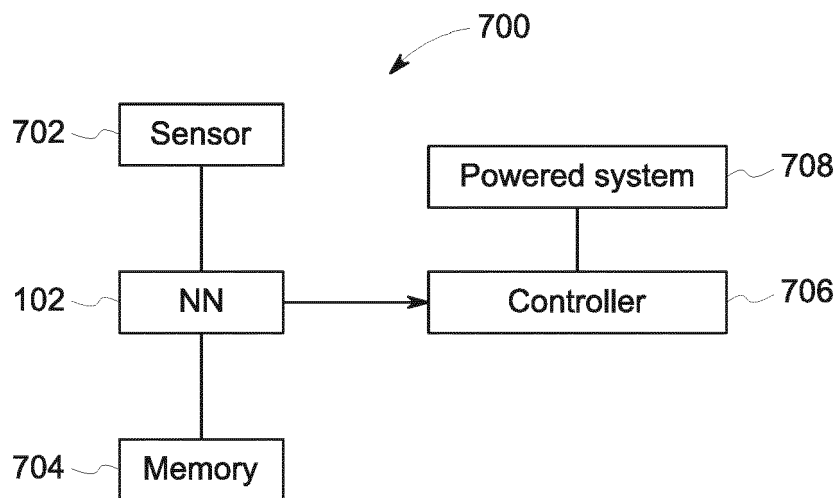 700
702 Sensor
Powered system 708
102 NN
Controller 706
704 Memory